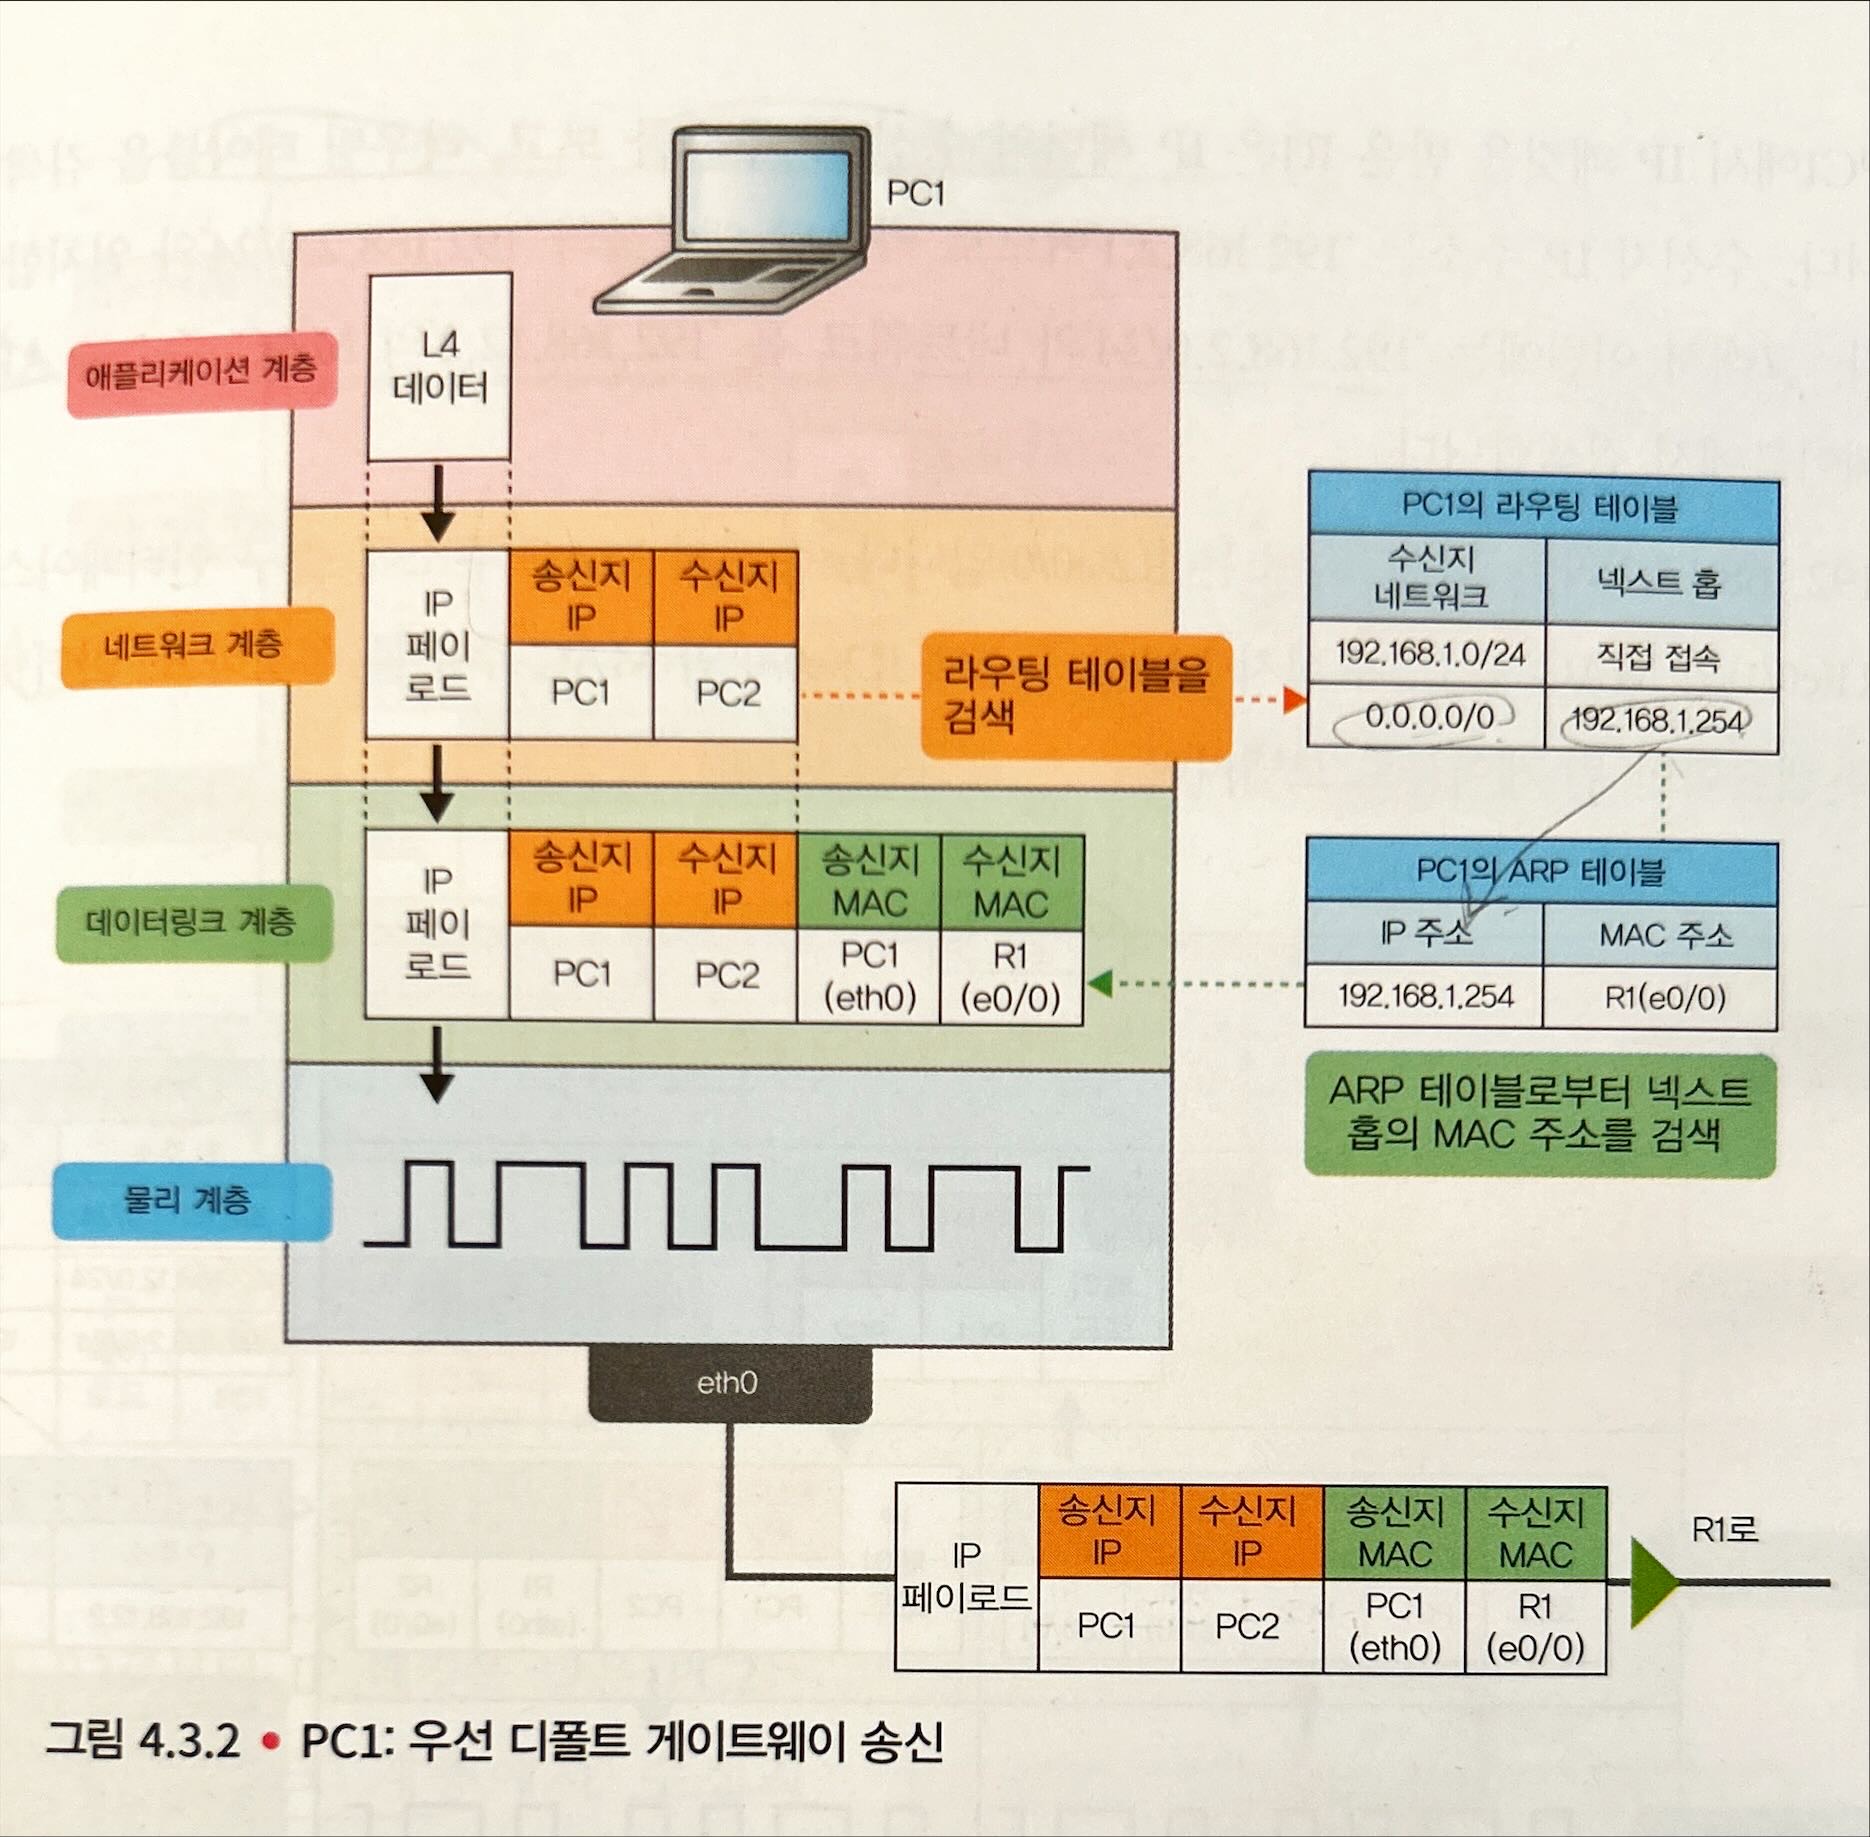 PC1
애플리케이션 계층
L4
데이터
네트워크 계층
IP
페이
로드
송신지
IP
수신지
IP
PC1
PC2
라우팅 테이블을
검색
PC1의 라우팅 테이블
수신지
네트워크
넥스트 홉
192.168.1.0/24
직접 접속
0.0.0.0/0
192.168.1.254
데이터링크 계층
IP
페이
로드
송신지
IP
수신지
IP
송신지
MAC
수신지
MAC
PC1
PC2
PC1
(eth0)
R1
(e0/0)
PC1의 ARP 테이블
IP 주소
MAC 주소
192.168.1.254
R1(e0/0)
ARP 테이블로부터 넥스트
홉의 MAC 주소를 검색
물리 계층
eth0
IP
페이로드
송신지
IP
수신지
IP
송신지
MAC
수신지
MAC
PC1
PC2
PC1
(eth0)
R1
(e0/0)
R1로
그림 4.3.2 • PC1: 우선 디폴트 게이트웨이 송신